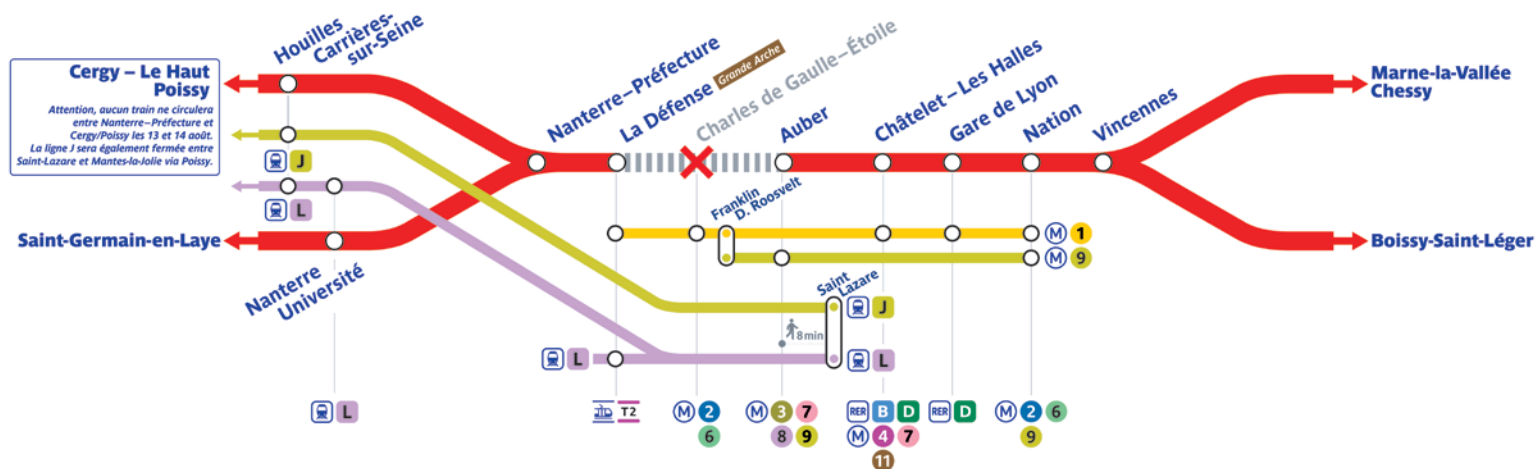 Houilles
Carrières-
sur-Seine
Cergy – Le Haut
Poissy
Attention, aucun train ne circulera
entre Nanterre–Préfecture et
Cergy/Poissy les 13 et 14 août.
La ligne J sera également fermée entre
Saint-Lazare et Mantes-la-Jolie via Poissy.
J
L
Saint-Germain-en-Laye
Nanterre
Université
Nanterre–Préfecture
La Défense
Grande Arche
Charles de Gaulle–Étoile
Auber
Châtelet – Les Halles
Gare de Lyon
Nation
Vincennes
Marne-la-Vallée
Chessy
Boissy-Saint-Léger
Franklin
D. Roosvelt
M 1
M 9
Saint
Lazare
J
8min
L
L
L
T2
M 2
6
M 3 7
8 9
RER B D
M 4 7
11
RER D
M 2 6
9